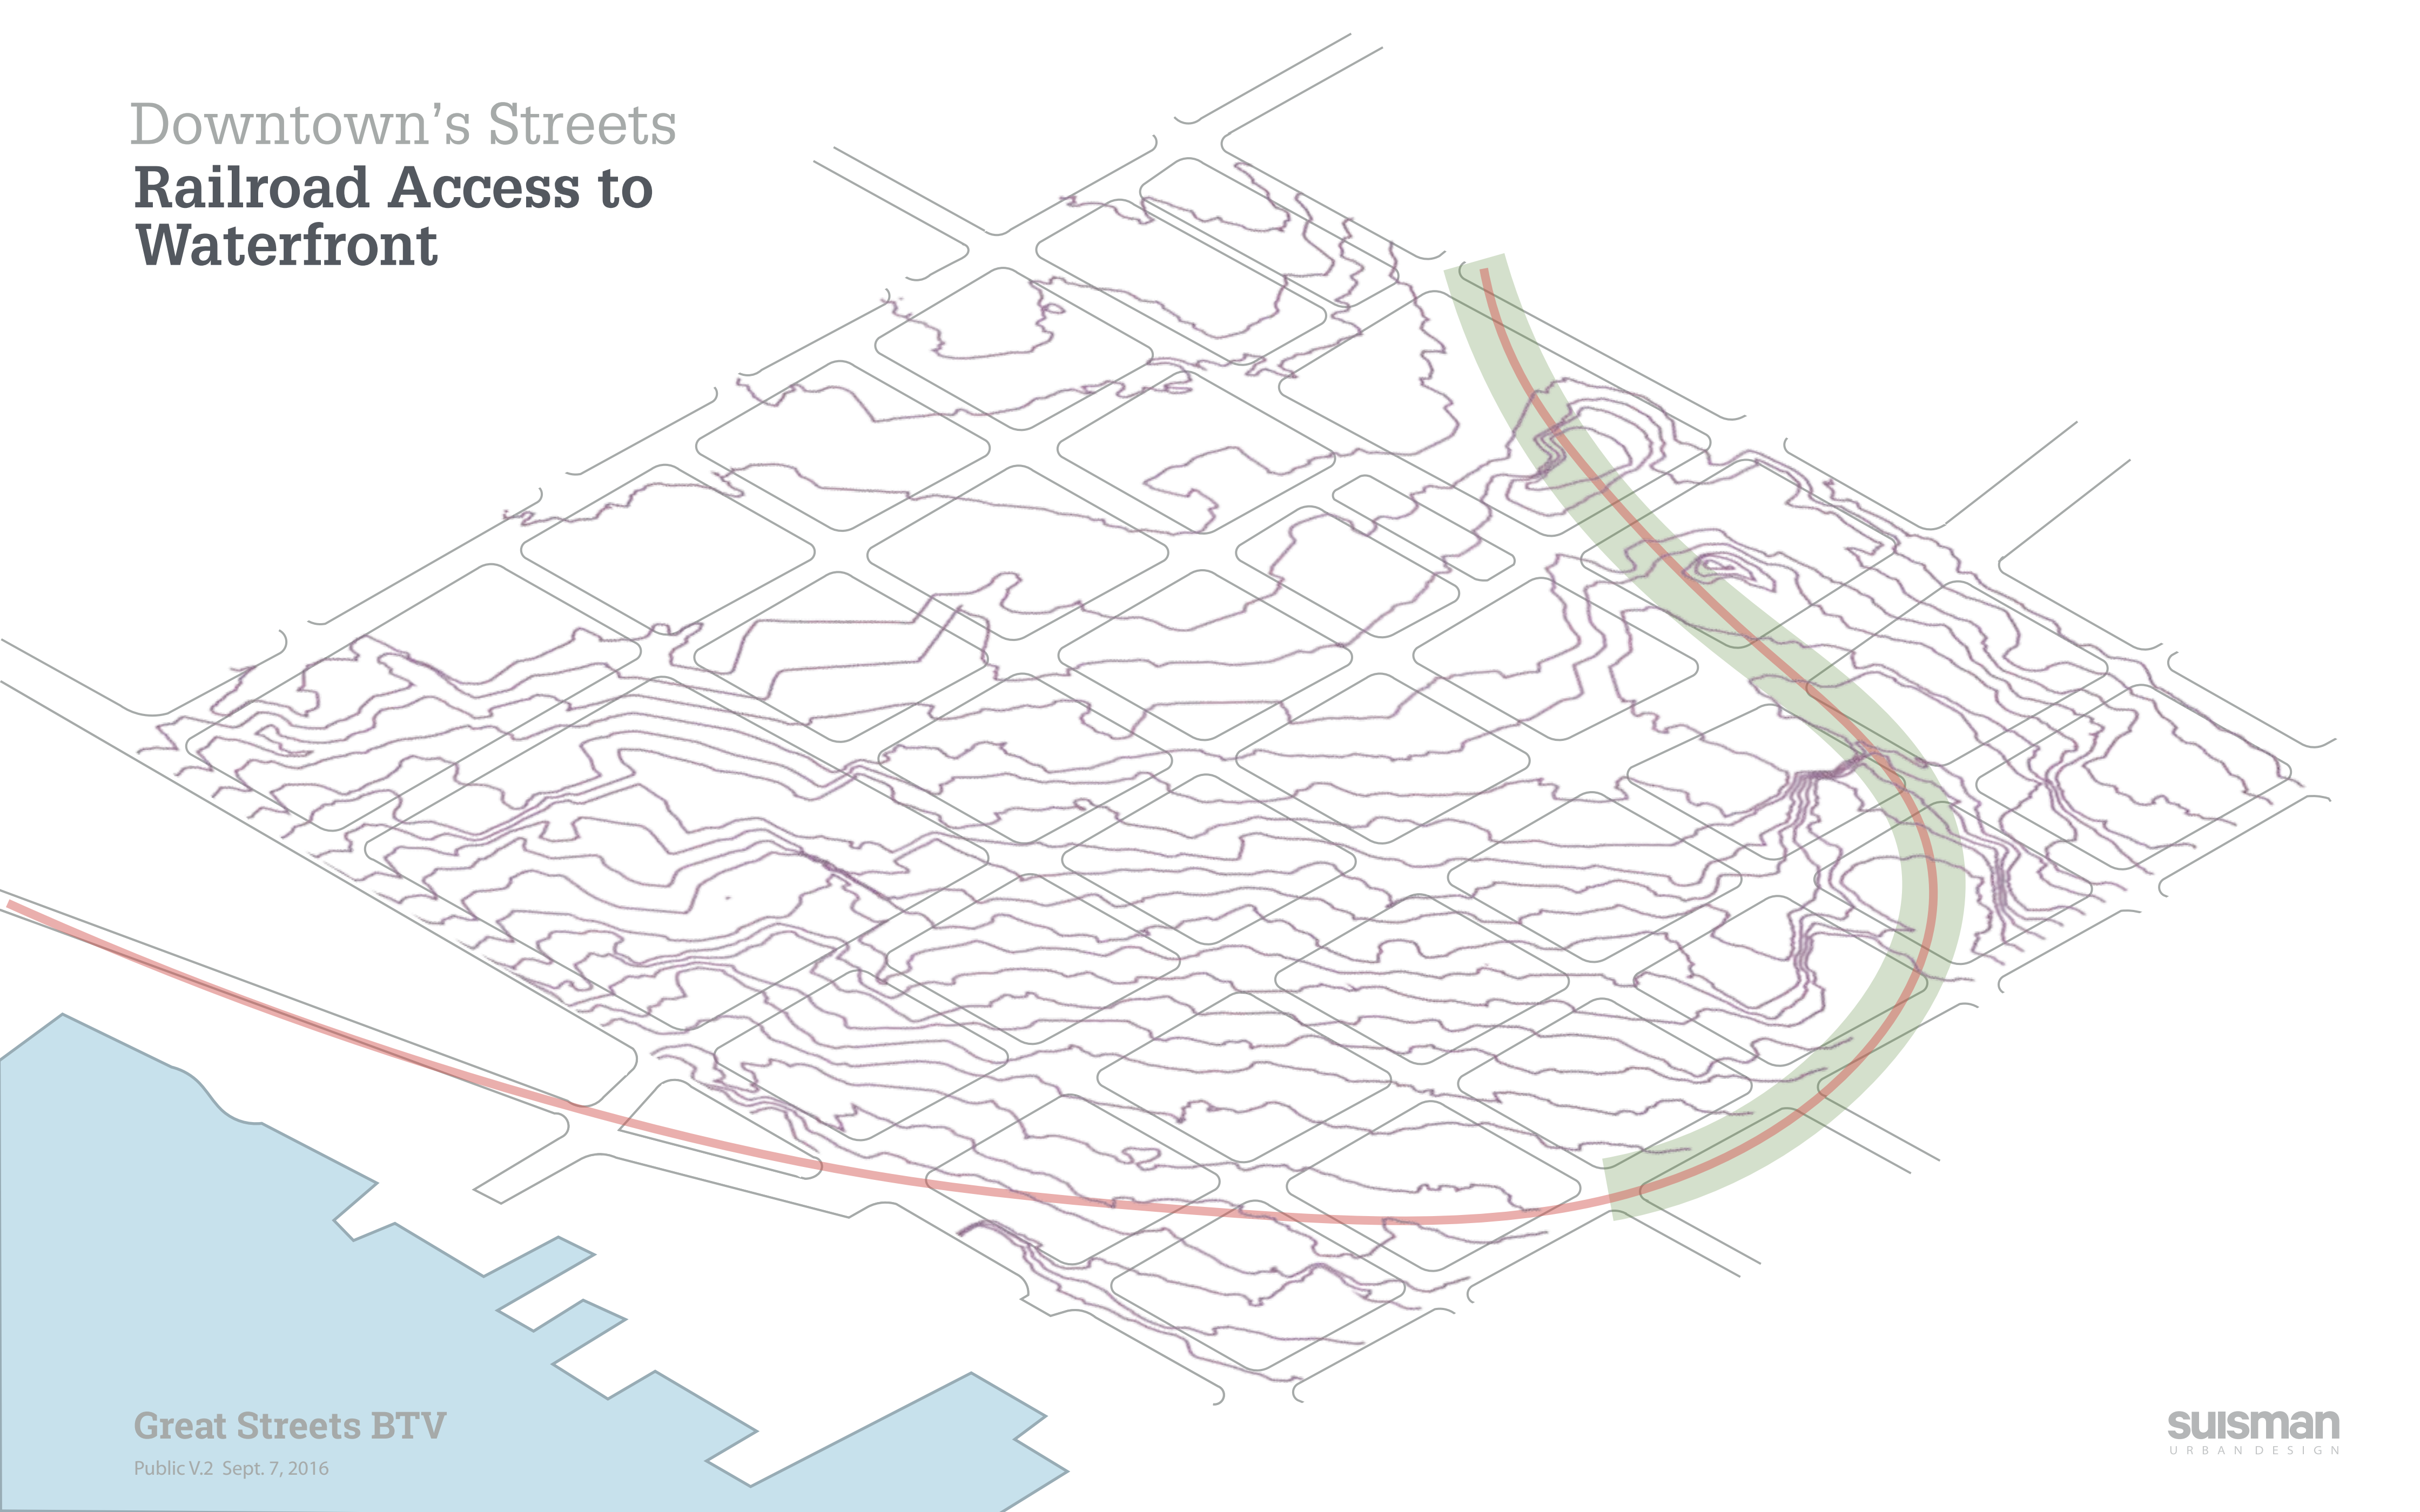 Downtown's Streets
Railroad Access to
Waterfront
Great Streets BTV
Public V.2 Sept. 7, 2016
suisman
URBAN DESIGN